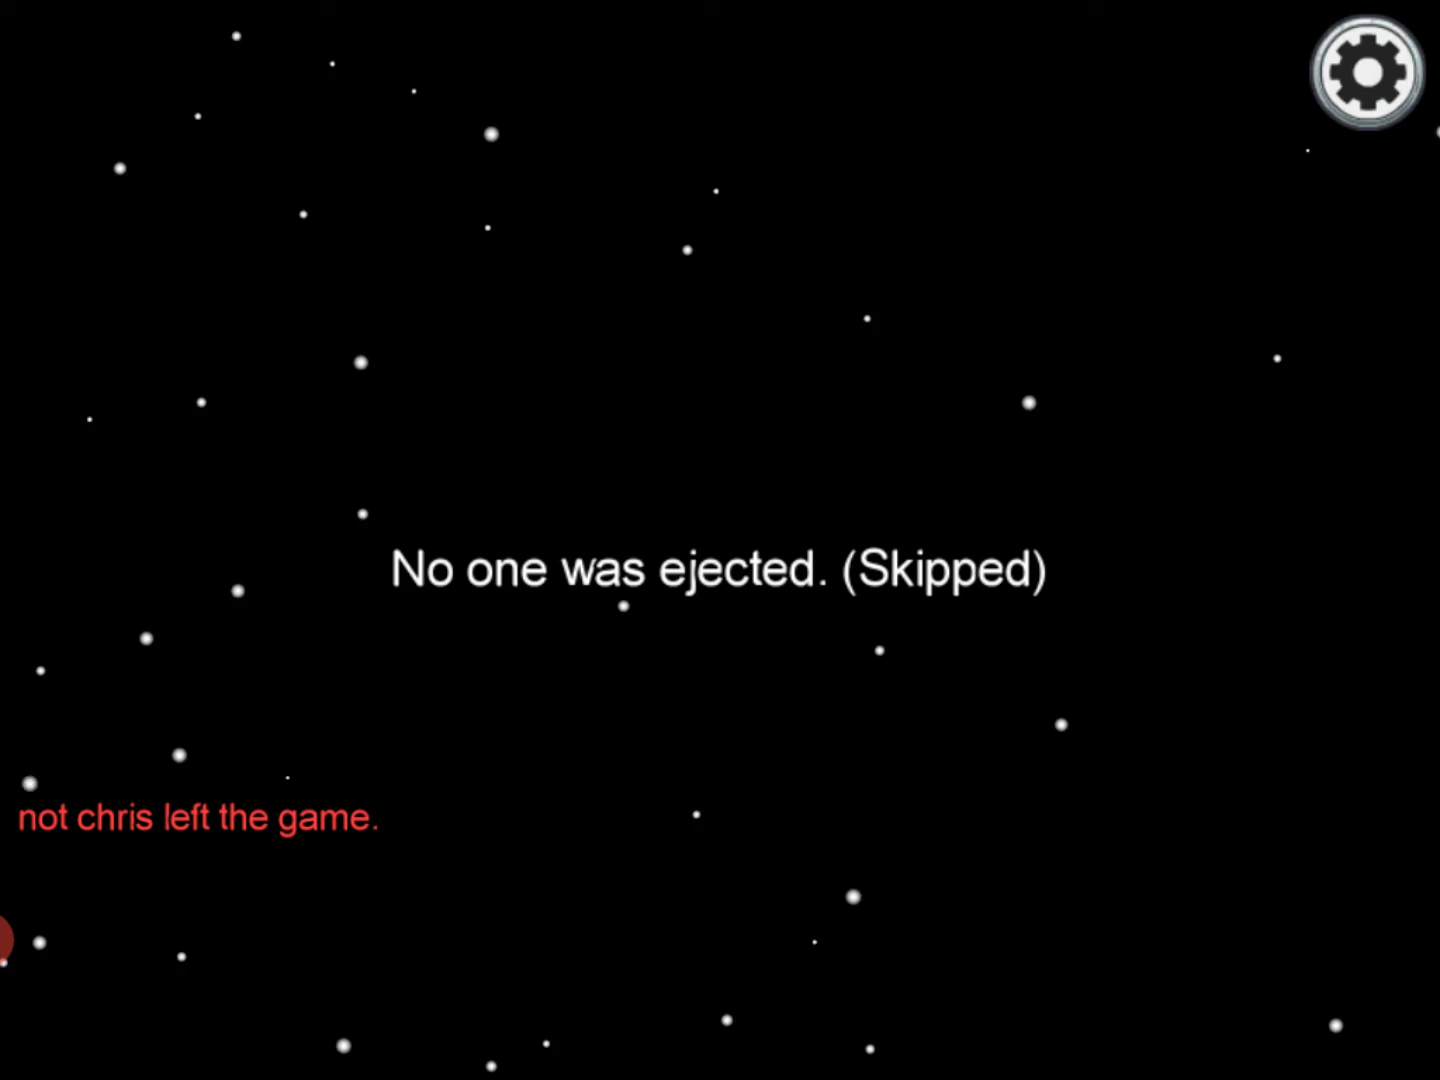 No one was ejected. (Skipped)
not chris left the game.